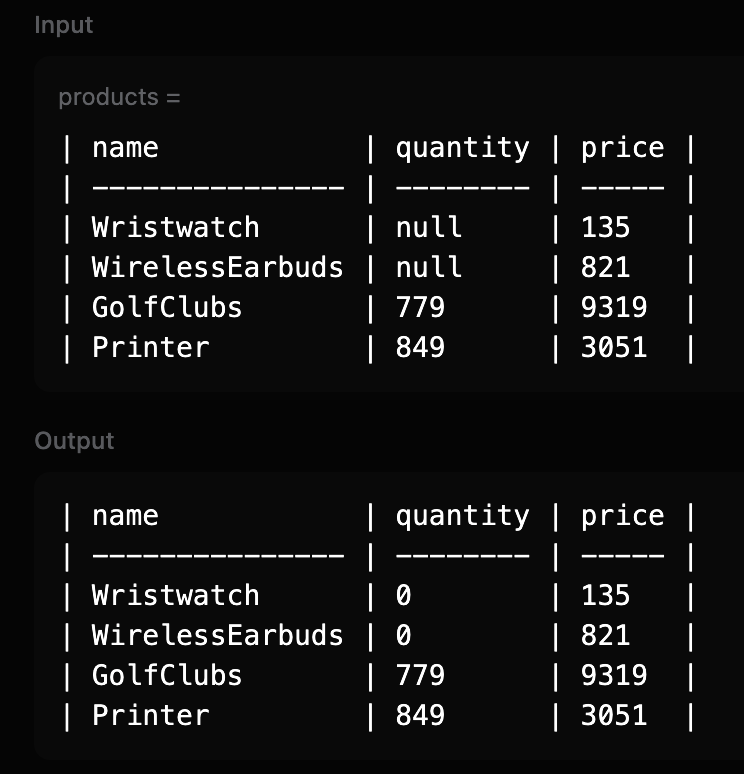 Input
products =
| name            | quantity | price |
| --------------- | -------- | ----- |
| Wristwatch      | null     | 135   |
| WirelessEarbuds | null     | 821   |
| GolfClubs       | 779      | 9319  |
| Printer         | 849      | 3051  |
Output
| name            | quantity | price |
| --------------- | -------- | ----- |
| Wristwatch      | 0        | 135   |
| WirelessEarbuds | 0        | 821   |
| GolfClubs       | 779      | 9319  |
| Printer         | 849      | 3051  |